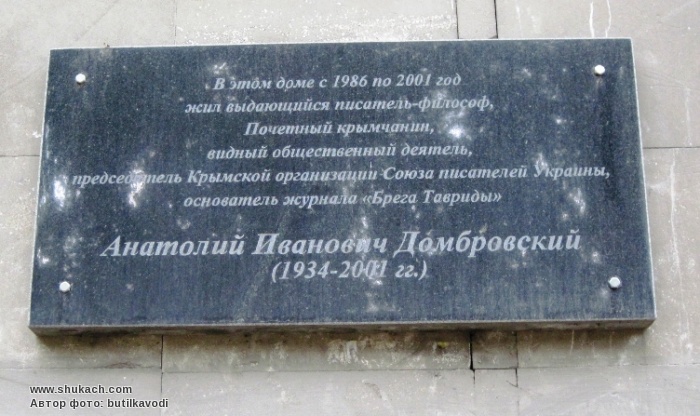 В этом доме с 1986 по 2001 год
жил выдающийся писатель-философ,
Почетный крымчанин,
видный общественный деятель,
председатель Крымской организации Союза писателей Украины,
основатель журнала «Брега Тавриды»
Анатолий Иванович Домбровский
(1934-2001 гг.)
www.shukach.com
Автор фото: butilkavodi